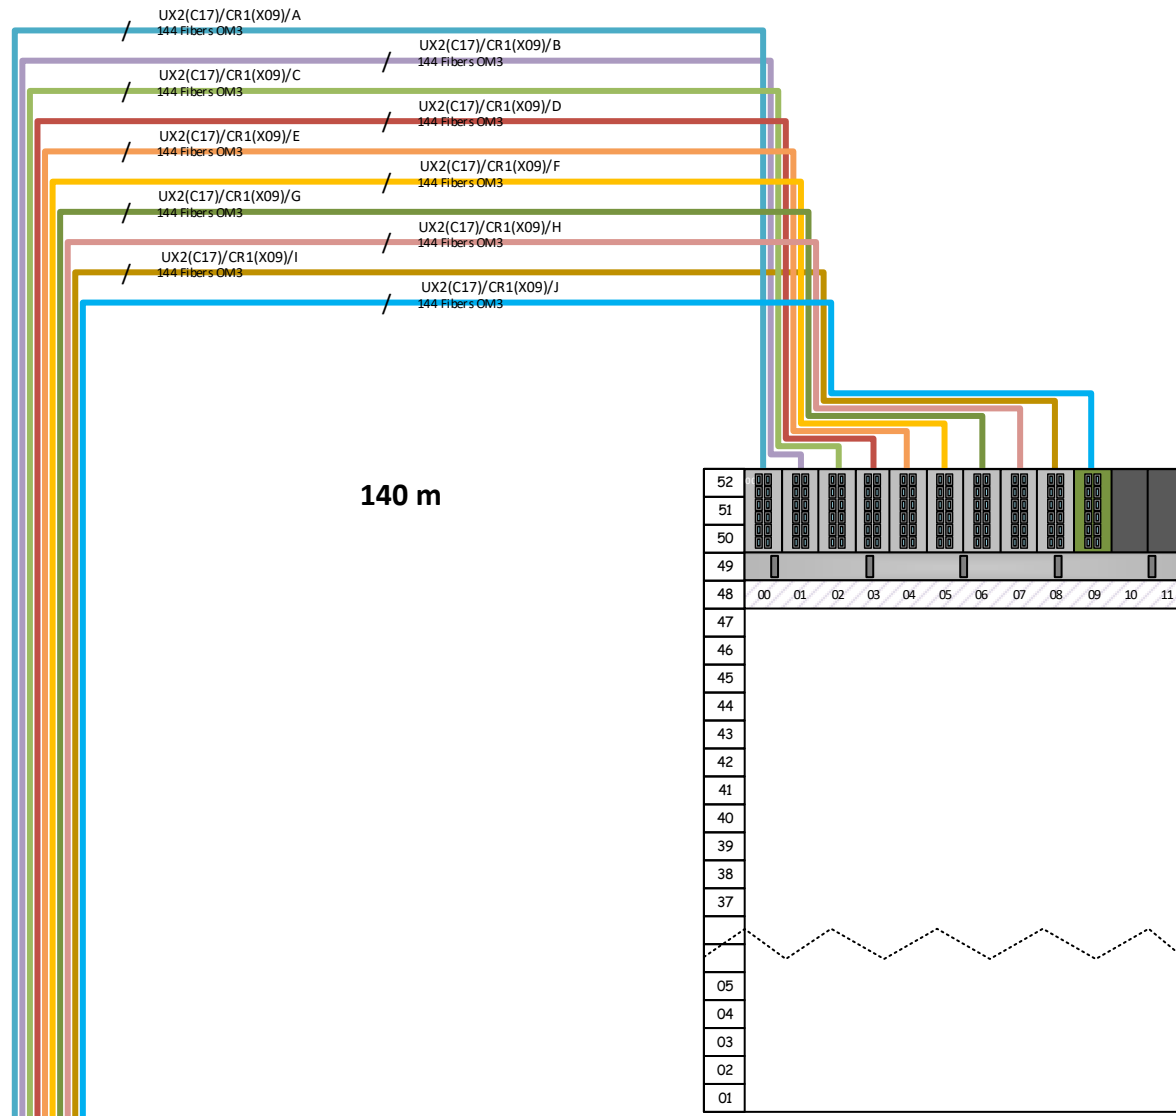 UX2(C17)/CR1(X09)/A
144 Fibers OM3
UX2(C17)/CR1(X09)/B
144 Fibers OM3
UX2(C17)/CR1(X09)/C
144 Fibers OM3
UX2(C17)/CR1(X09)/D
144 Fibers OM3
UX2(C17)/CR1(X09)/E
144 Fibers OM3
UX2(C17)/CR1(X09)/F
144 Fibers OM3
UX2(C17)/CR1(X09)/G
144 Fibers OM3
UX2(C17)/CR1(X09)/H
144 Fibers OM3
UX2(C17)/CR1(X09)/I
144 Fibers OM3
UX2(C17)/CR1(X09)/J
144 Fibers OM3
140 m
52
51
50
49
48 00 01 02 03 04 05 06 07 08 09 10 11
47
46
45
44
43
42
41
40
39
38
37
05
04
03
02
01